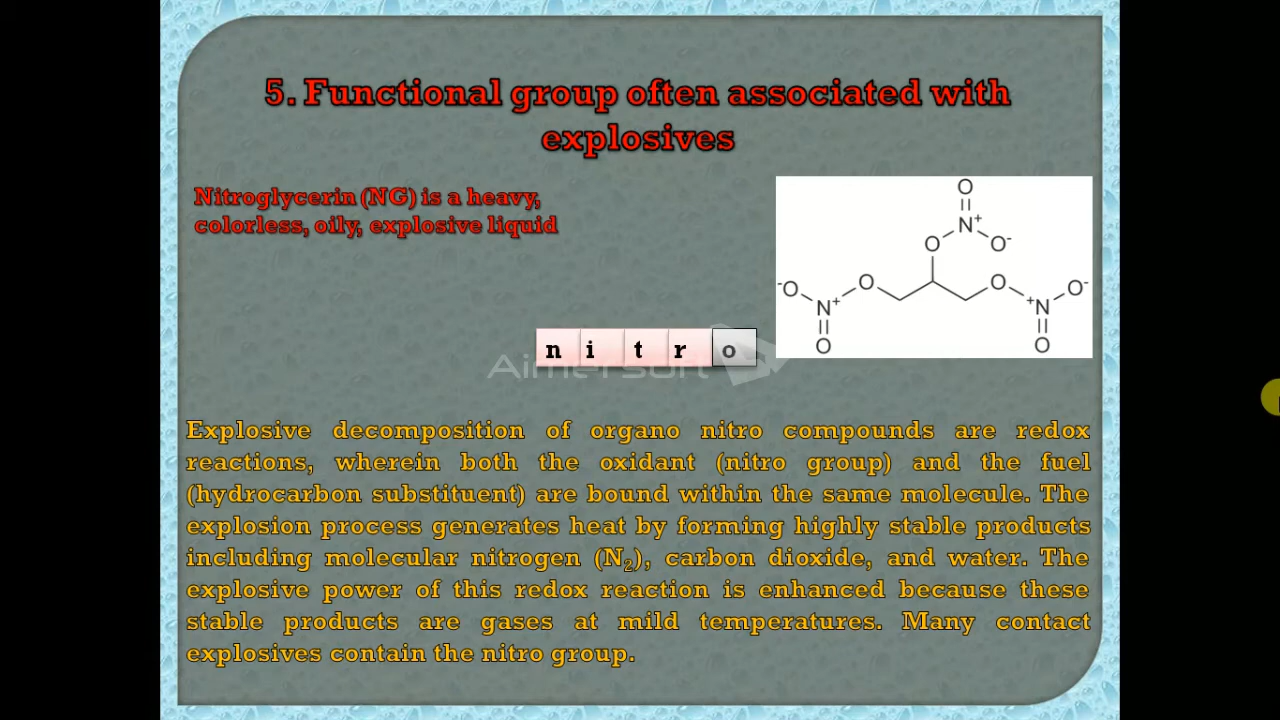 5. Functional group often associated with
explosives
Nitroglycerin (NG) is a heavy,
colorless, oily, explosive liquid
O
N+
O
O-
-O
O
O
O-
N+
+N
O
O
n i t r o
Aimersoft
Explosive decomposition of organo nitro compounds are redox
reactions, wherein both the oxidant (nitro group) and the fuel
(hydrocarbon substituent) are bound within the same molecule. The
explosion process generates heat by forming highly stable products
including molecular nitrogen (N₂), carbon dioxide, and water. The
explosive power of this redox reaction is enhanced because these
stable products are gases at mild temperatures. Many contact
explosives contain the nitro group.